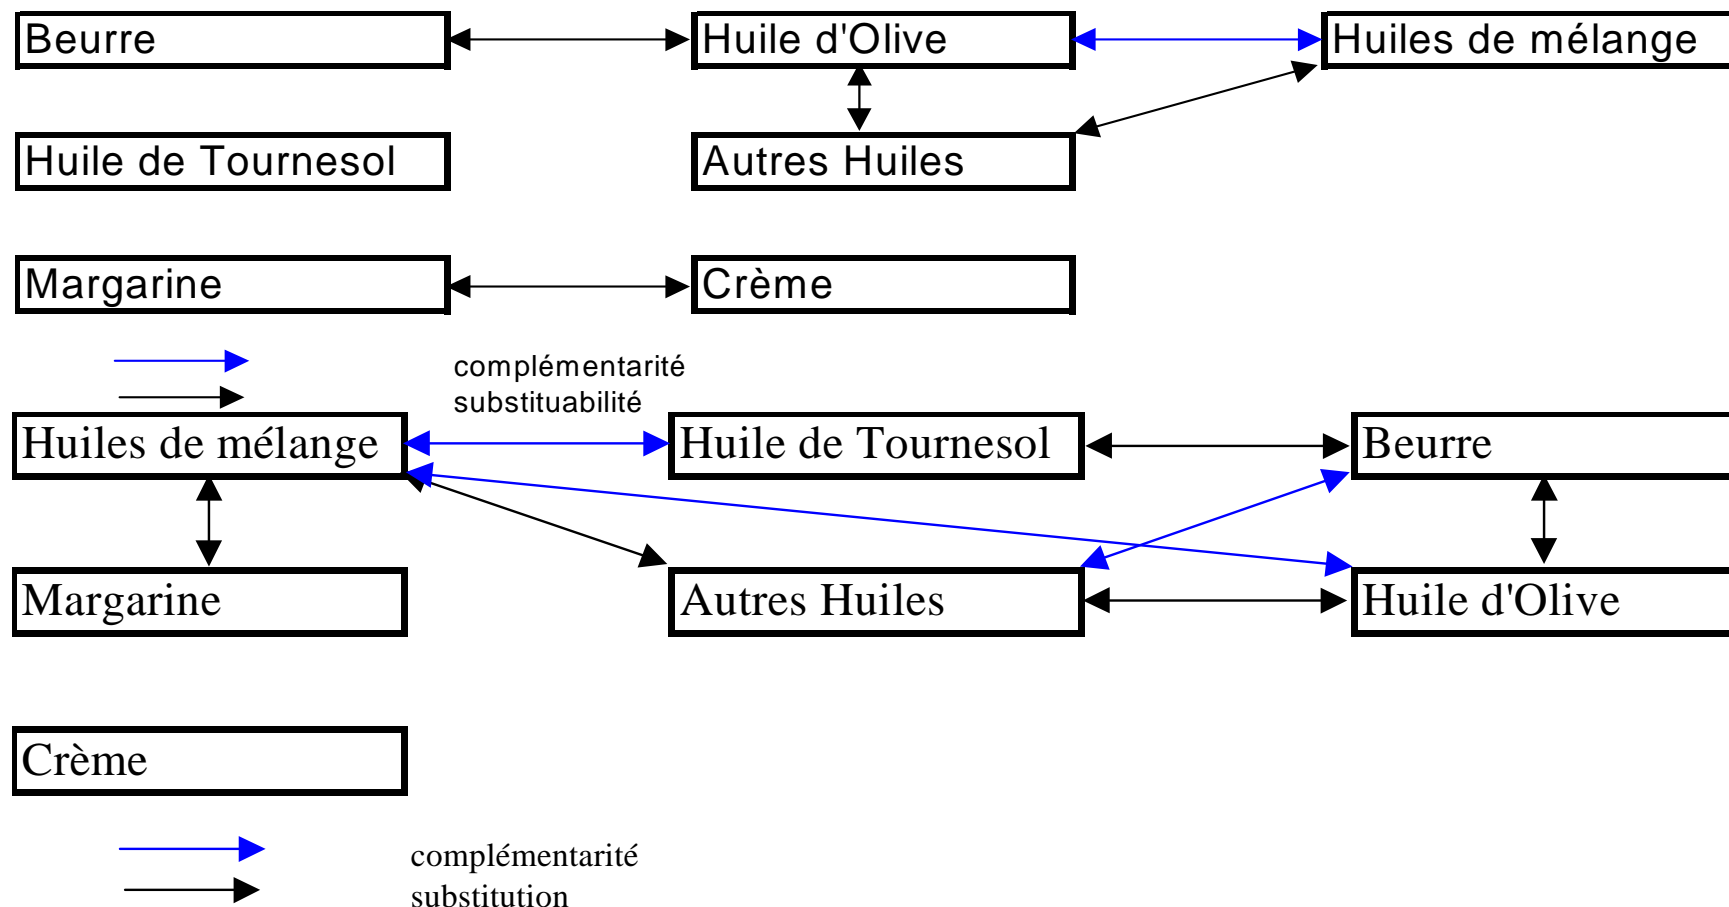 Beurre
Huile d'Olive
Huiles de mélange
Huile de Tournesol
Autres Huiles
Margarine
Crème
complémentarité
substituabilité
Huiles de mélange
Huile de Tournesol
Beurre
Margarine
Autres Huiles
Huile d'Olive
Crème
complémentarité
substitution